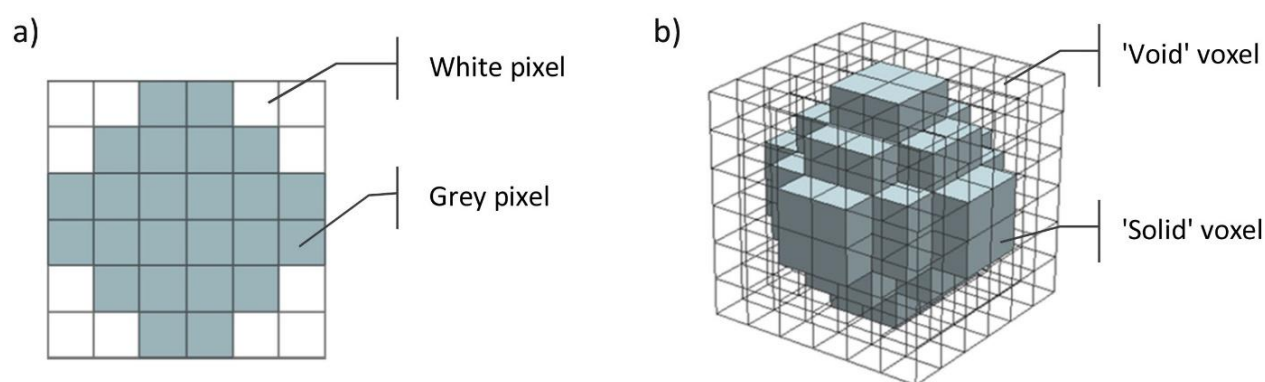 a)
White pixel
Grey pixel
b)
'Void' voxel
'Solid' voxel